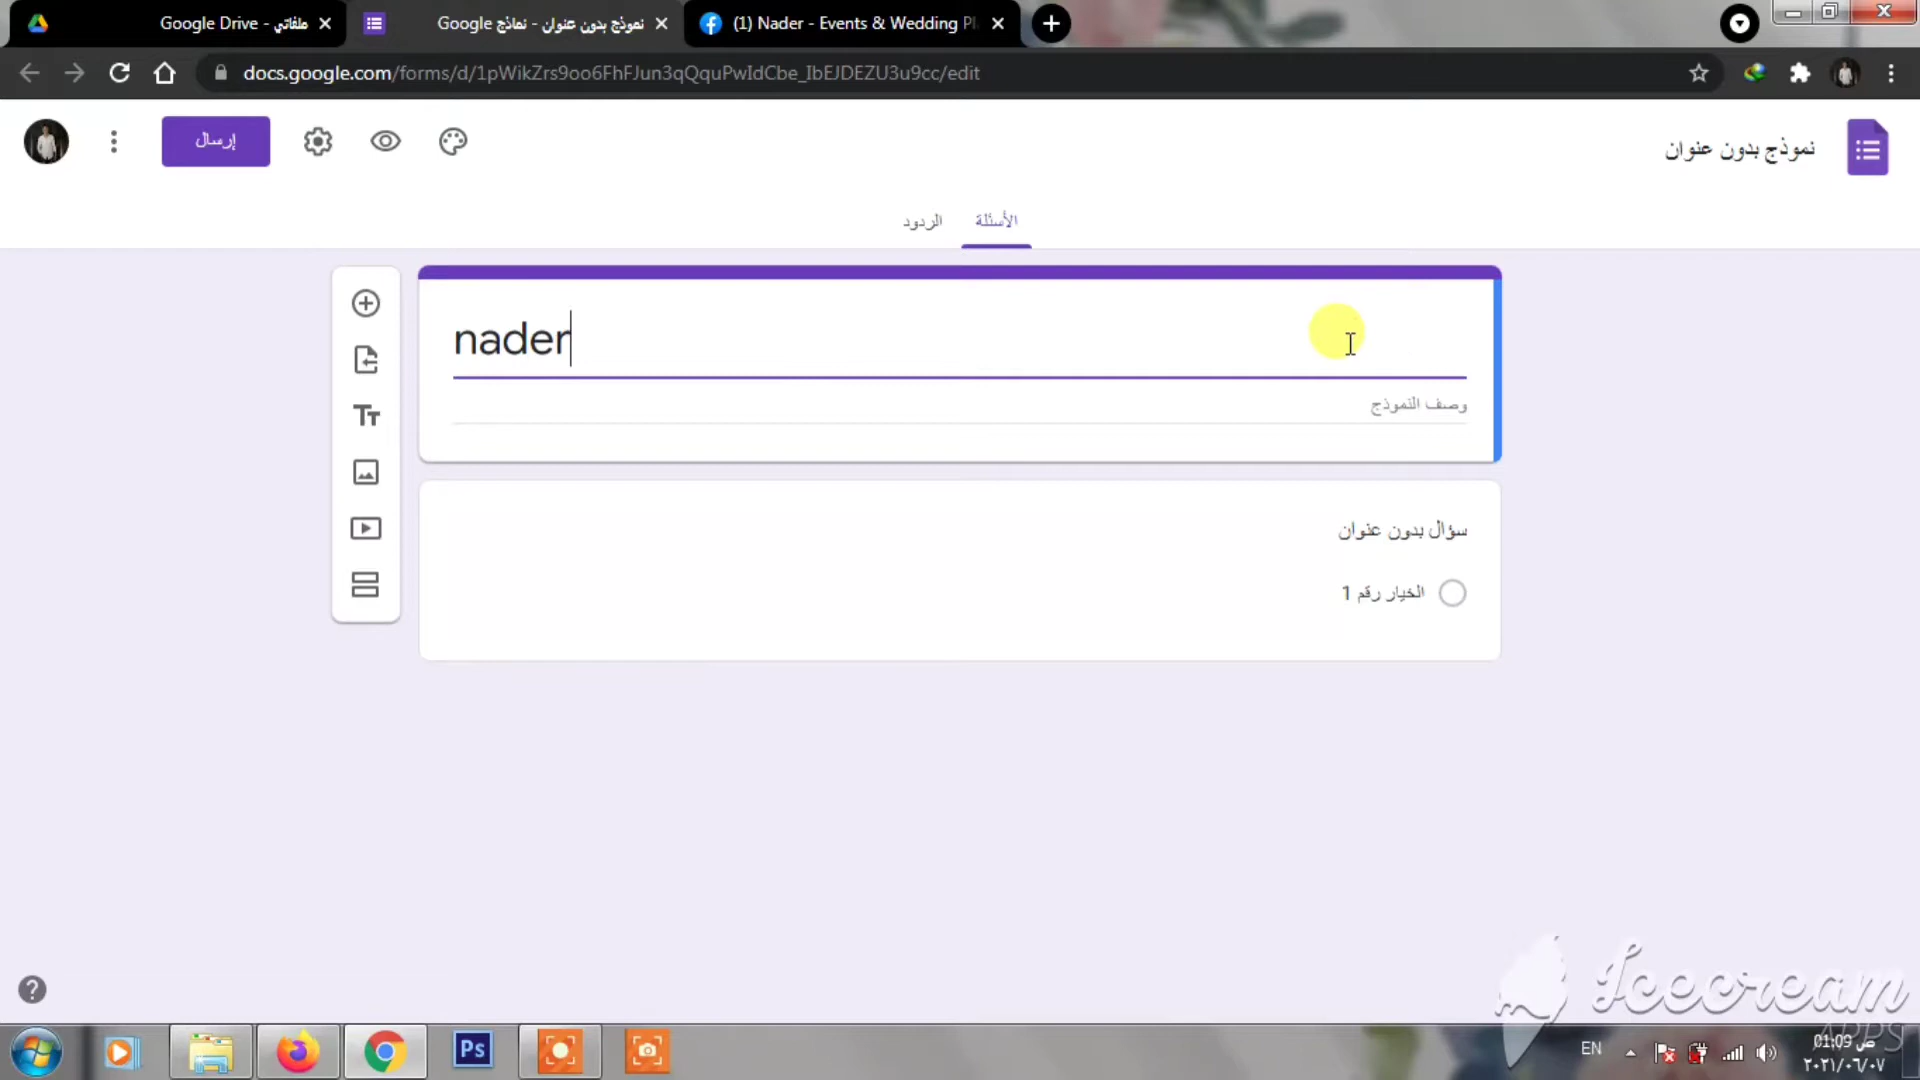 Google Drive - ملفاتي
نموذج بدون عنوان - نماذج Google
(1) Nader - Events & Wedding Pl
docs.google.com/forms/d/1pWikZrs9oo6FhFJun3qQquPwIdCbe_IbEJDEZU3u9cc/edit
إرسال
نموذج بدون عنوان
الأسئلة
الردود
nader
وصف النموذج
سؤال بدون عنوان
الخيار رقم 1
Icecream
APPS
Ps
EN
01:09 ص
٢٠٢١/٠٦/٠٧